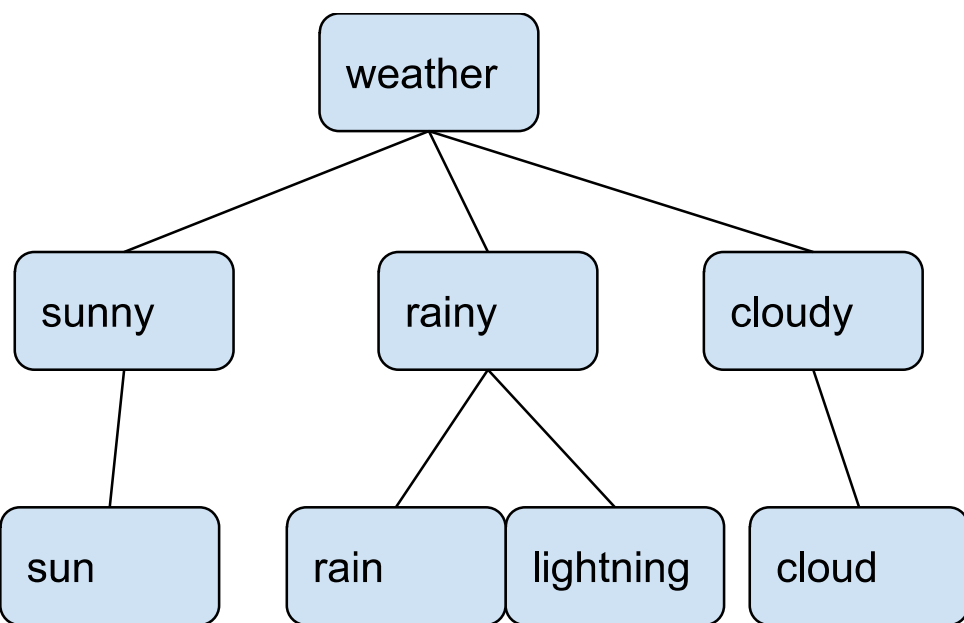 weather
sunny
rainy
cloudy
sun
rain
lightning
cloud